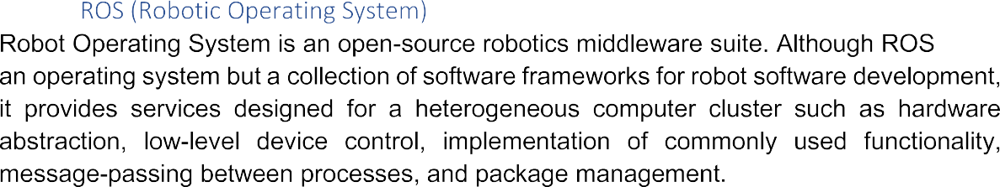 ROS (Robotic Operating System)
Robot Operating System is an open-source robotics middleware suite. Although ROS
an operating system but a collection of software frameworks for robot software development,
it provides services designed for a heterogeneous computer cluster such as hardware
abstraction, low-level device control, implementation of commonly used functionality,
message-passing between processes, and package management.